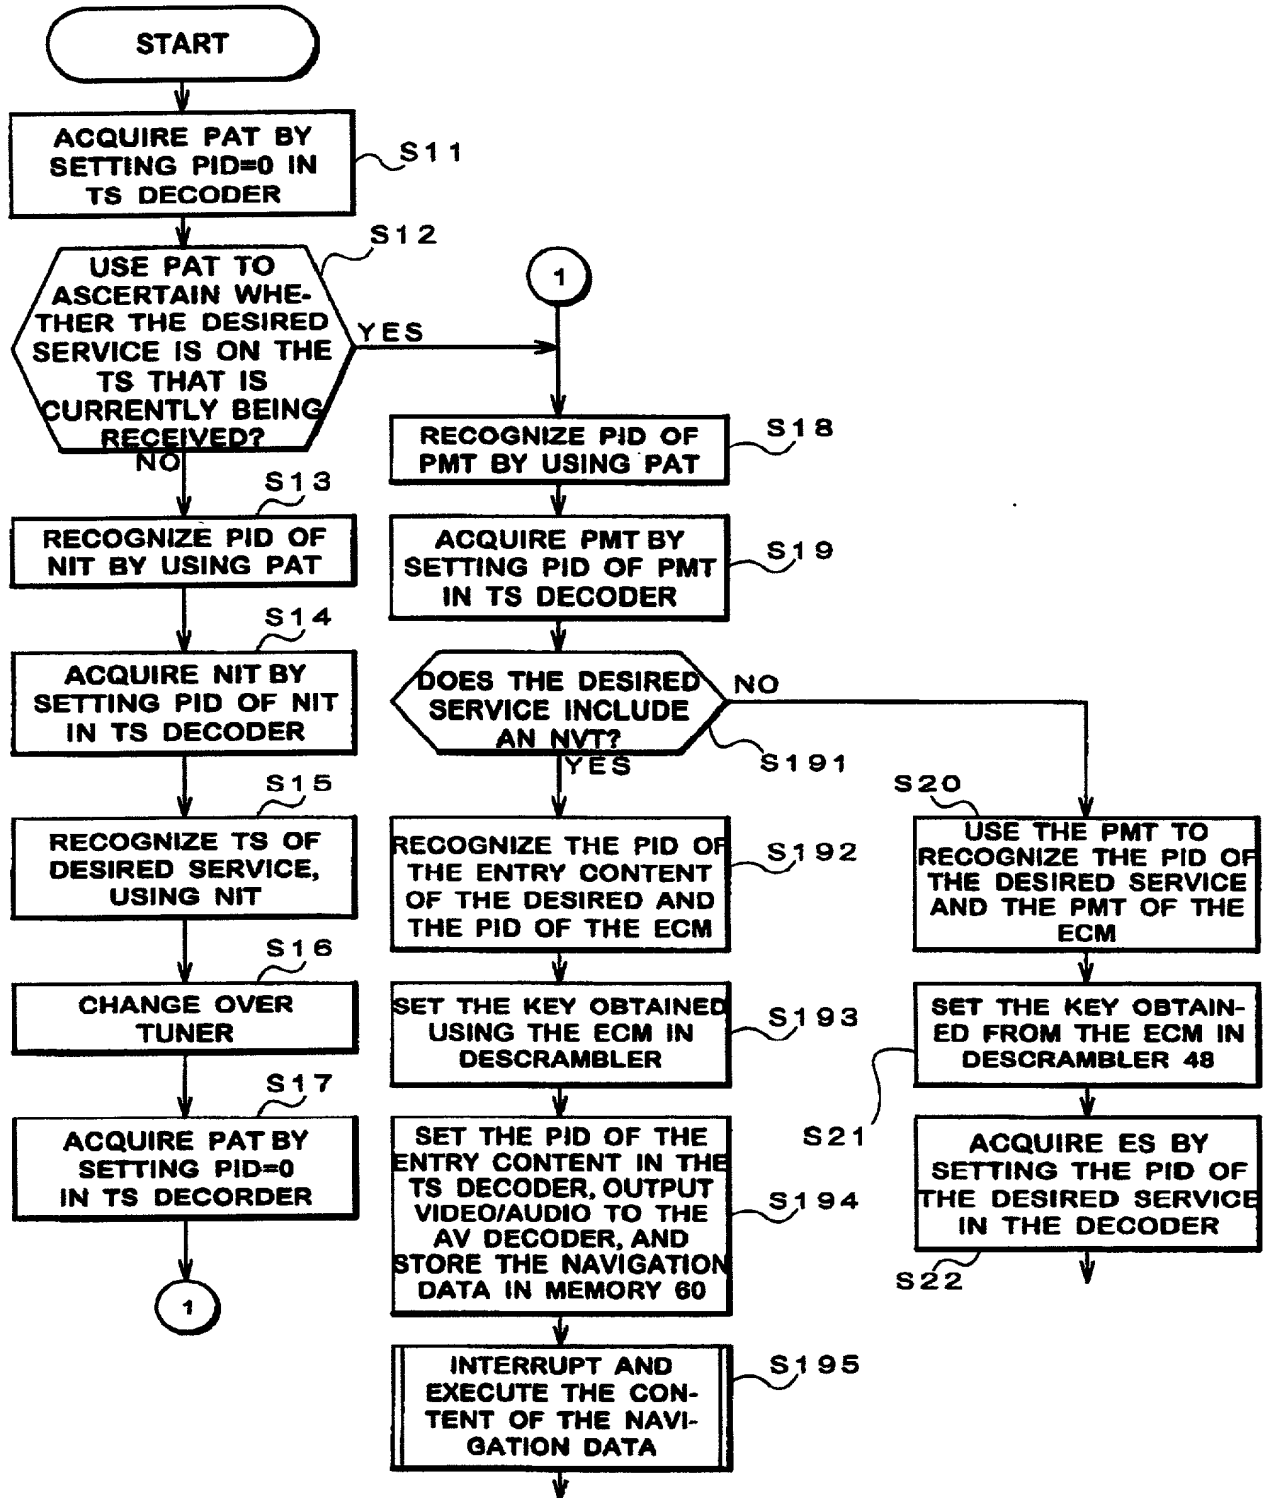 START
ACQUIRE PAT BY
SETTING PID=0 IN
TS DECODER
S11
USE PAT TO
ASCERTAIN WHE-
THER THE DESIRED
SERVICE IS ON THE
TS THAT IS
CURRENTLY BEING
RECEIVED?
S12
YES
NO
RECOGNIZE PID OF
NIT BY USING PAT
S13
ACQUIRE NIT BY
SETTING PID OF NIT
IN TS DECODER
S14
RECOGNIZE TS OF
DESIRED SERVICE,
USING NIT
S15
CHANGE OVER
TUNER
S16
ACQUIRE PAT BY
SETTING PID=0
IN TS DECORDER
S17
1
1
RECOGNIZE PID OF
PMT BY USING PAT
S18
ACQUIRE PMT BY
SETTING PID OF PMT
IN TS DECODER
S19
DOES THE DESIRED
SERVICE INCLUDE
AN NVT?
S191
NO
YES
RECOGNIZE THE PID OF
THE ENTRY CONTENT
OF THE DESIRED AND
THE PID OF THE ECM
S192
SET THE KEY OBTAINED
USING THE ECM IN
DESCRAMBLER
S193
SET THE PID OF THE
ENTRY CONTENT IN THE
TS DECODER, OUTPUT
VIDEO/AUDIO TO THE
AV DECODER, AND
STORE THE NAVIGATION
DATA IN MEMORY 60
S194
INTERRUPT AND
EXECUTE THE CON-
TENT OF THE NAVI-
GATION DATA
S195
S20
USE THE PMT TO
RECOGNIZE THE PID OF
THE DESIRED SERVICE
AND THE PMT OF THE
ECM
SET THE KEY OBTAIN-
ED FROM THE ECM IN
DESCRAMBLER 48
S21
ACQUIRE ES BY
SETTING THE PID OF
THE DESIRED SERVICE
IN THE DECODER
S22